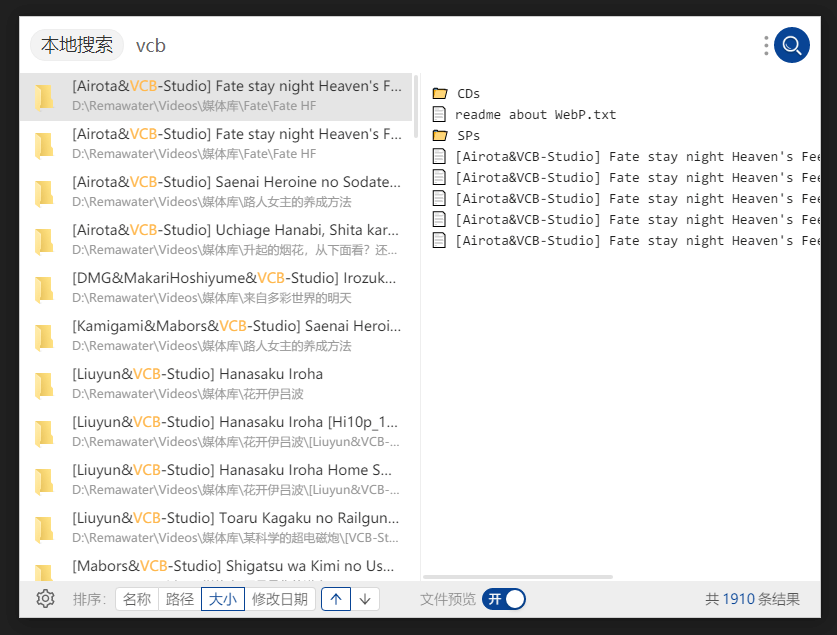 本地搜索 vcb
[Airota&VCB-Studio] Fate stay night Heaven's F...
D:\Remawater\Videos\媒体库\Fate\Fate HF
[Airota&VCB-Studio] Fate stay night Heaven's F...
D:\Remawater\Videos\媒体库\Fate\Fate HF
[Airota&VCB-Studio] Saenai Heroine no Sodate...
D:\Remawater\Videos\媒体库\路人女主的养成方法
[Airota&VCB-Studio] Uchiage Hanabi, Shita kar...
D:\Remawater\Videos\媒体库\升起的烟花，从下面看？还...
[DMG&MakariHoshiyume&VCB-Studio] Irozuk...
D:\Remawater\Videos\媒体库\来自多彩世界的明天
[Kamigami&Mabors&VCB-Studio] Saenai Heroi...
D:\Remawater\Videos\媒体库\路人女主的养成方法
[Liuyun&VCB-Studio] Hanasaku Iroha
D:\Remawater\Videos\媒体库\花开伊吕波
[Liuyun&VCB-Studio] Hanasaku Iroha [Hi10p_1...
D:\Remawater\Videos\媒体库\花开伊吕波\[Liuyun&VCB-...
[Liuyun&VCB-Studio] Hanasaku Iroha Home S...
D:\Remawater\Videos\媒体库\花开伊吕波\[Liuyun&VCB-...
[Liuyun&VCB-Studio] Toaru Kagaku no Railgun...
D:\Remawater\Videos\媒体库\某科学的超电磁炮\[VCB-St...
[Mabors&VCB-Studio] Shigatsu wa Kimi no Us...
CDs
readme about WebP.txt
SPs
[Airota&VCB-Studio] Fate stay night Heaven's Fee
[Airota&VCB-Studio] Fate stay night Heaven's Fee
[Airota&VCB-Studio] Fate stay night Heaven's Fee
[Airota&VCB-Studio] Fate stay night Heaven's Fee
[Airota&VCB-Studio] Fate stay night Heaven's Fee
排序: 名称 路径 大小 修改日期 ↑ ↓ 文件预览 开 共 1910 条结果